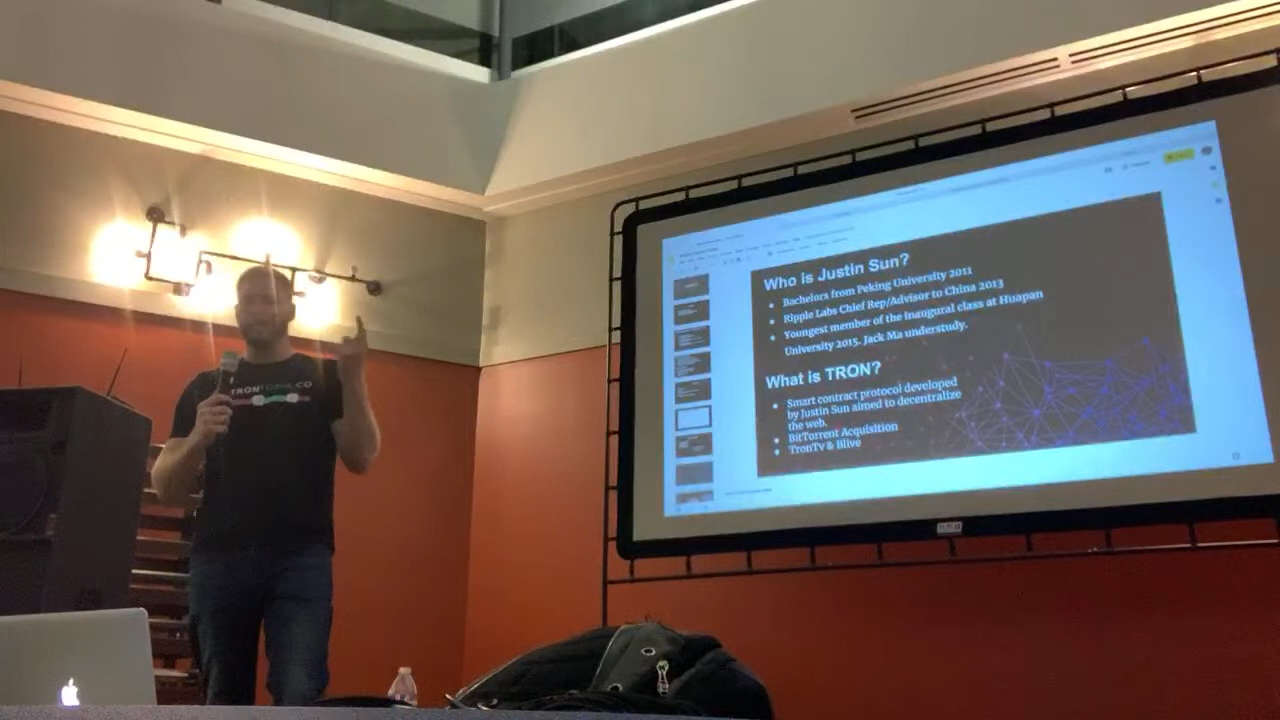 TRONTOPIA.CO
Who is Justin Sun?
Bachelors from Peking University 2011
Ripple Labs Chief Rep/Advisor to China 2013
Youngest member of the inaugural class at Huapan
University 2015. Jack Ma understudy.
What is TRON?
Smart contract protocol developed
by Justin Sun aimed to decentralize
the web.
BitTorrent Acquisition
TronTv & Blive